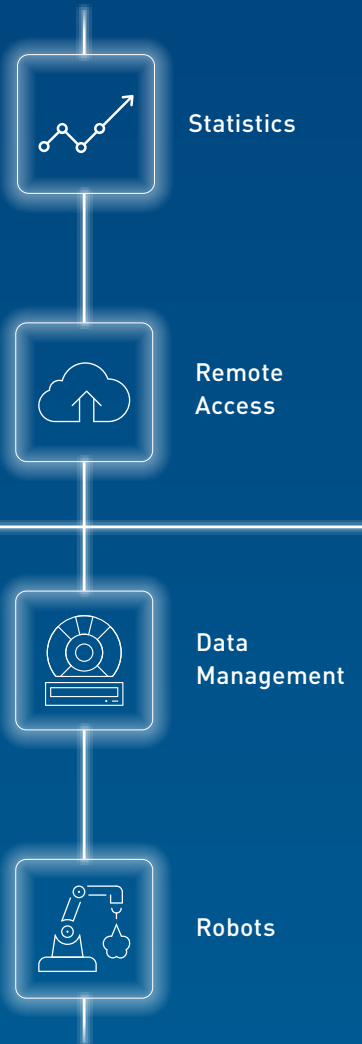 Statistics
Remote
Access
Data
Management
Robots